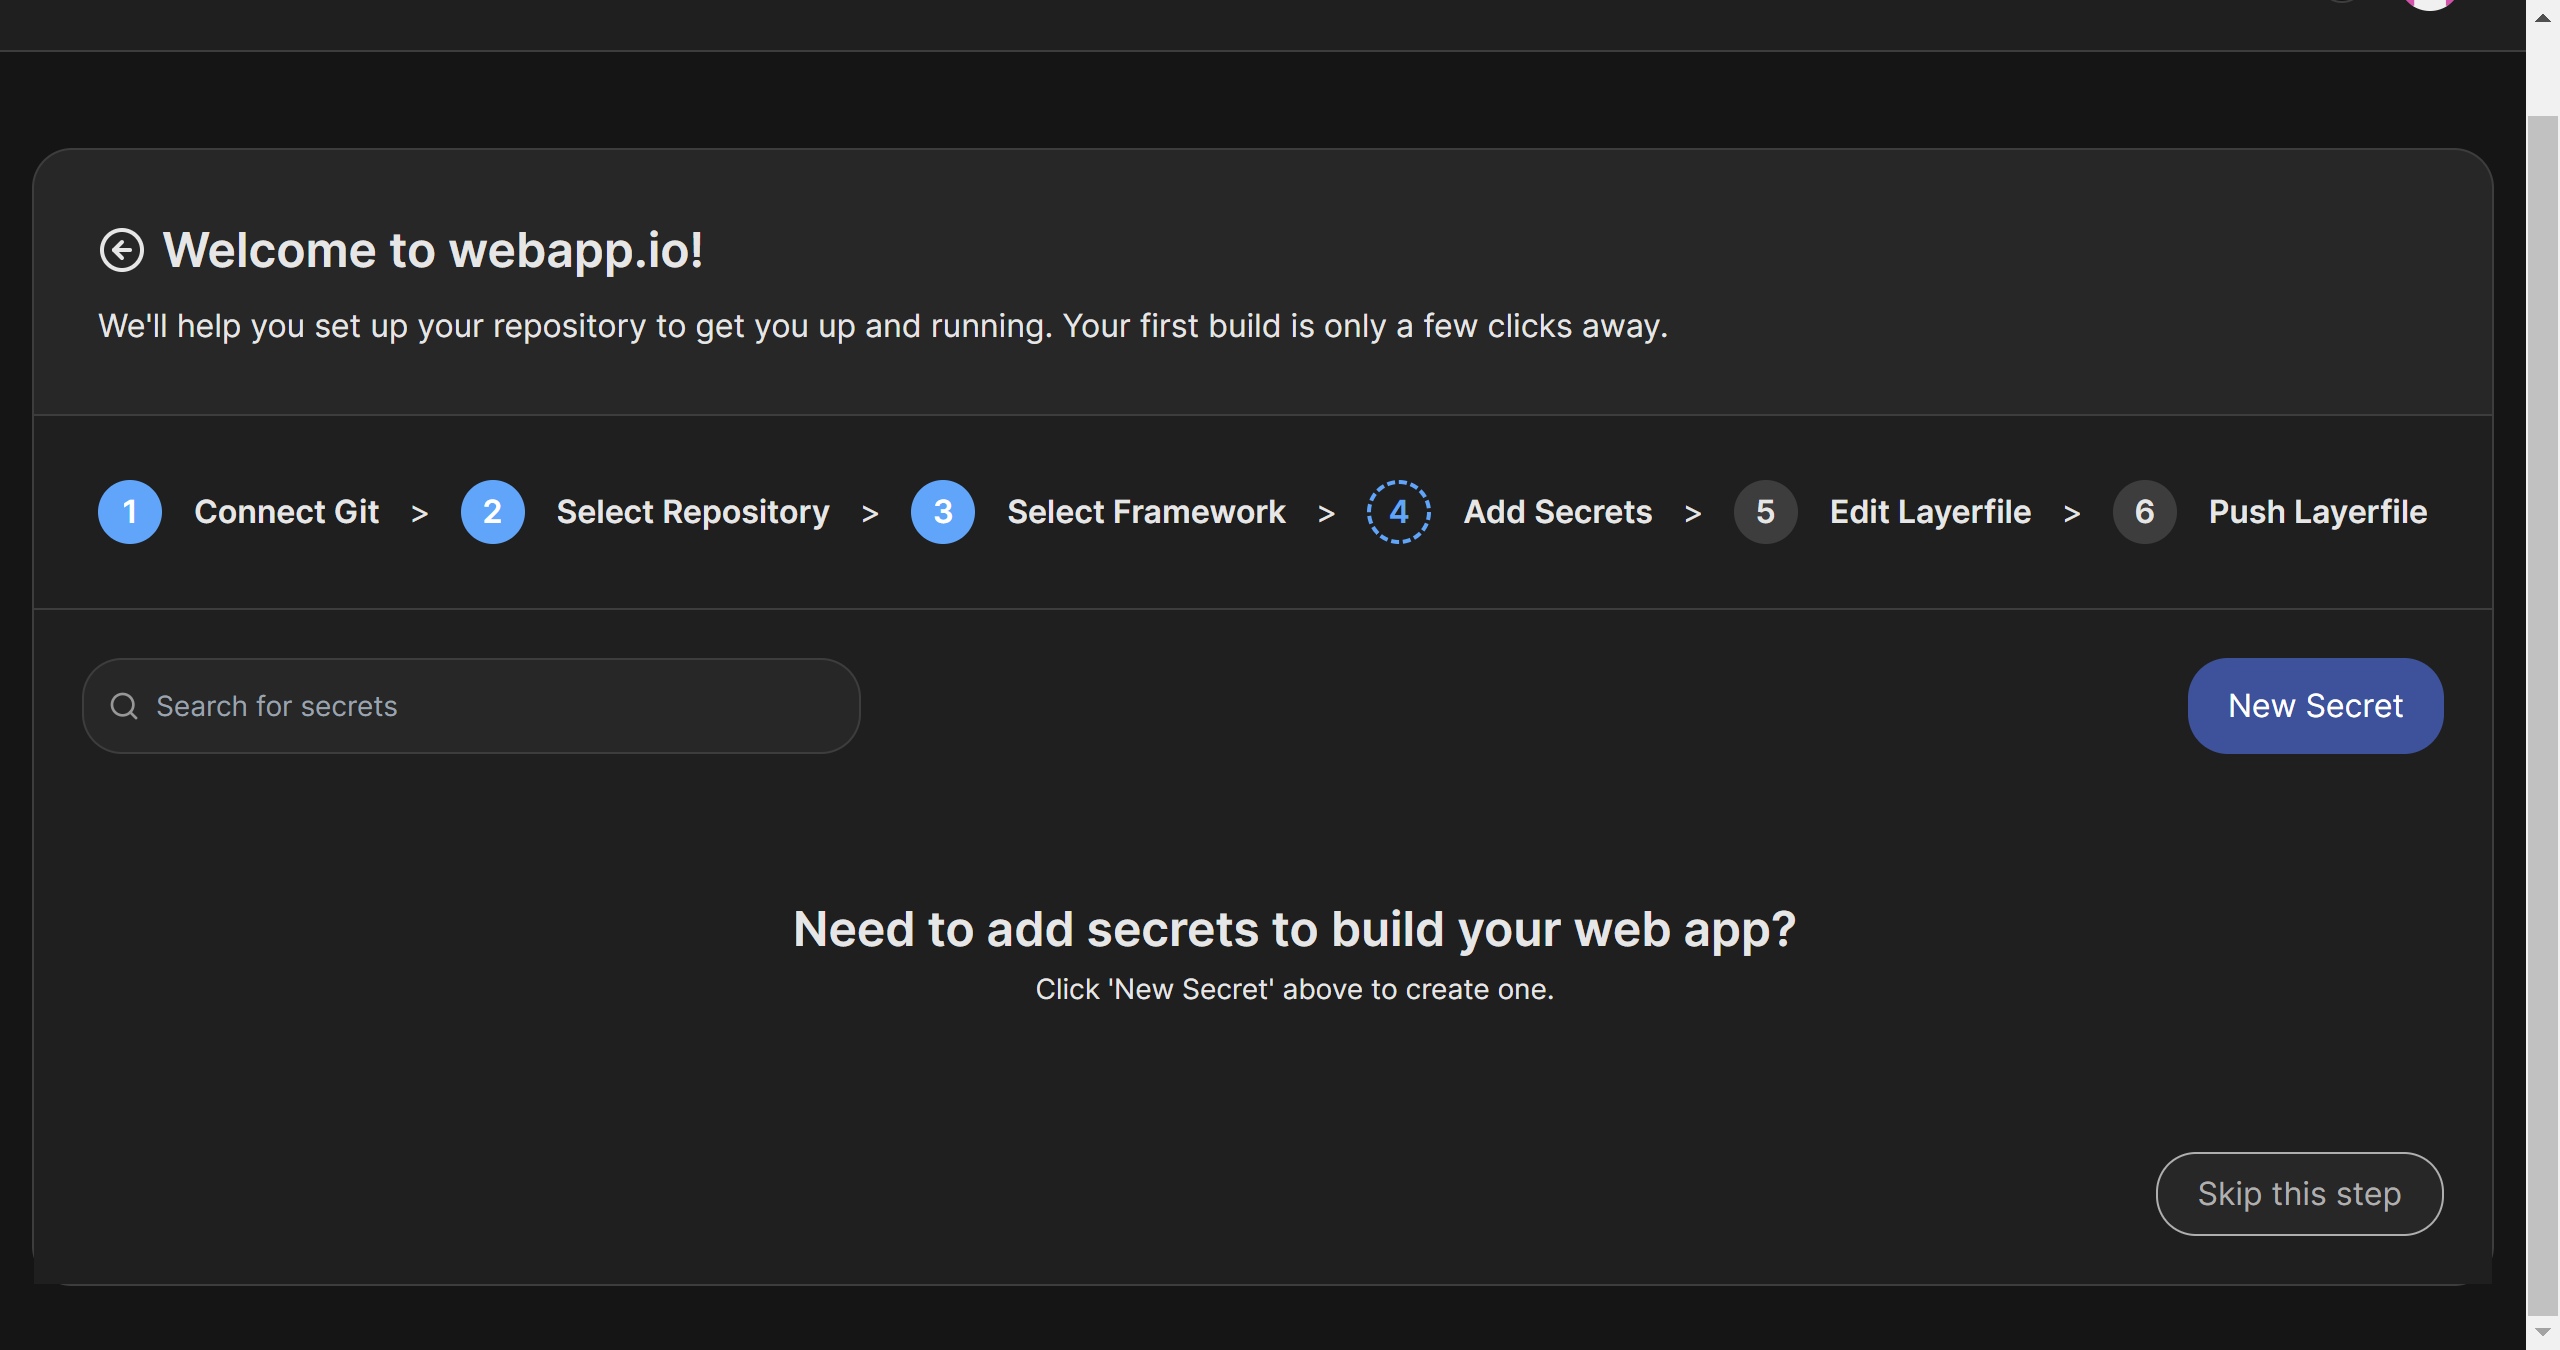 Welcome to webapp.io!
We'll help you set up your repository to get you up and running. Your first build is only a few clicks away.
1 Connect Git > 2 Select Repository > 3 Select Framework > 4 Add Secrets > 5 Edit Layerfile > 6 Push Layerfile
Search for secrets
New Secret
Need to add secrets to build your web app?
Click 'New Secret' above to create one.
Skip this step